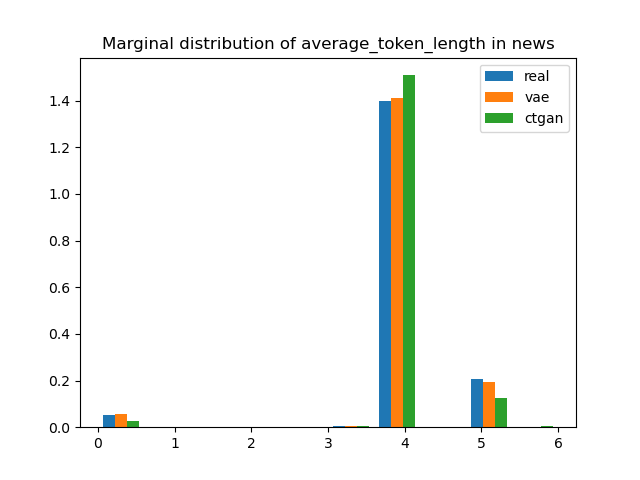 Marginal distribution of average_token_length in news
real
vae
ctgan
1.4
1.2
1.0
0.8
0.6
0.4
0.2
0.0
0 1 2 3 4 5 6